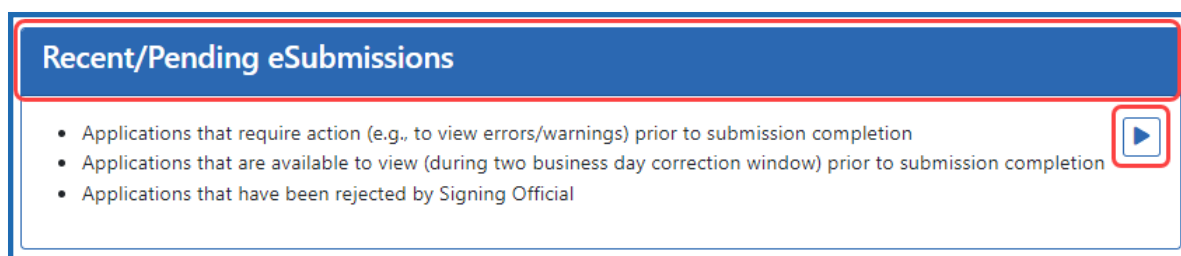 Recent/Pending eSubmissions
• Applications that require action (e.g., to view errors/warnings) prior to submission completion
• Applications that are available to view (during two business day correction window) prior to submission completion
• Applications that have been rejected by Signing Official